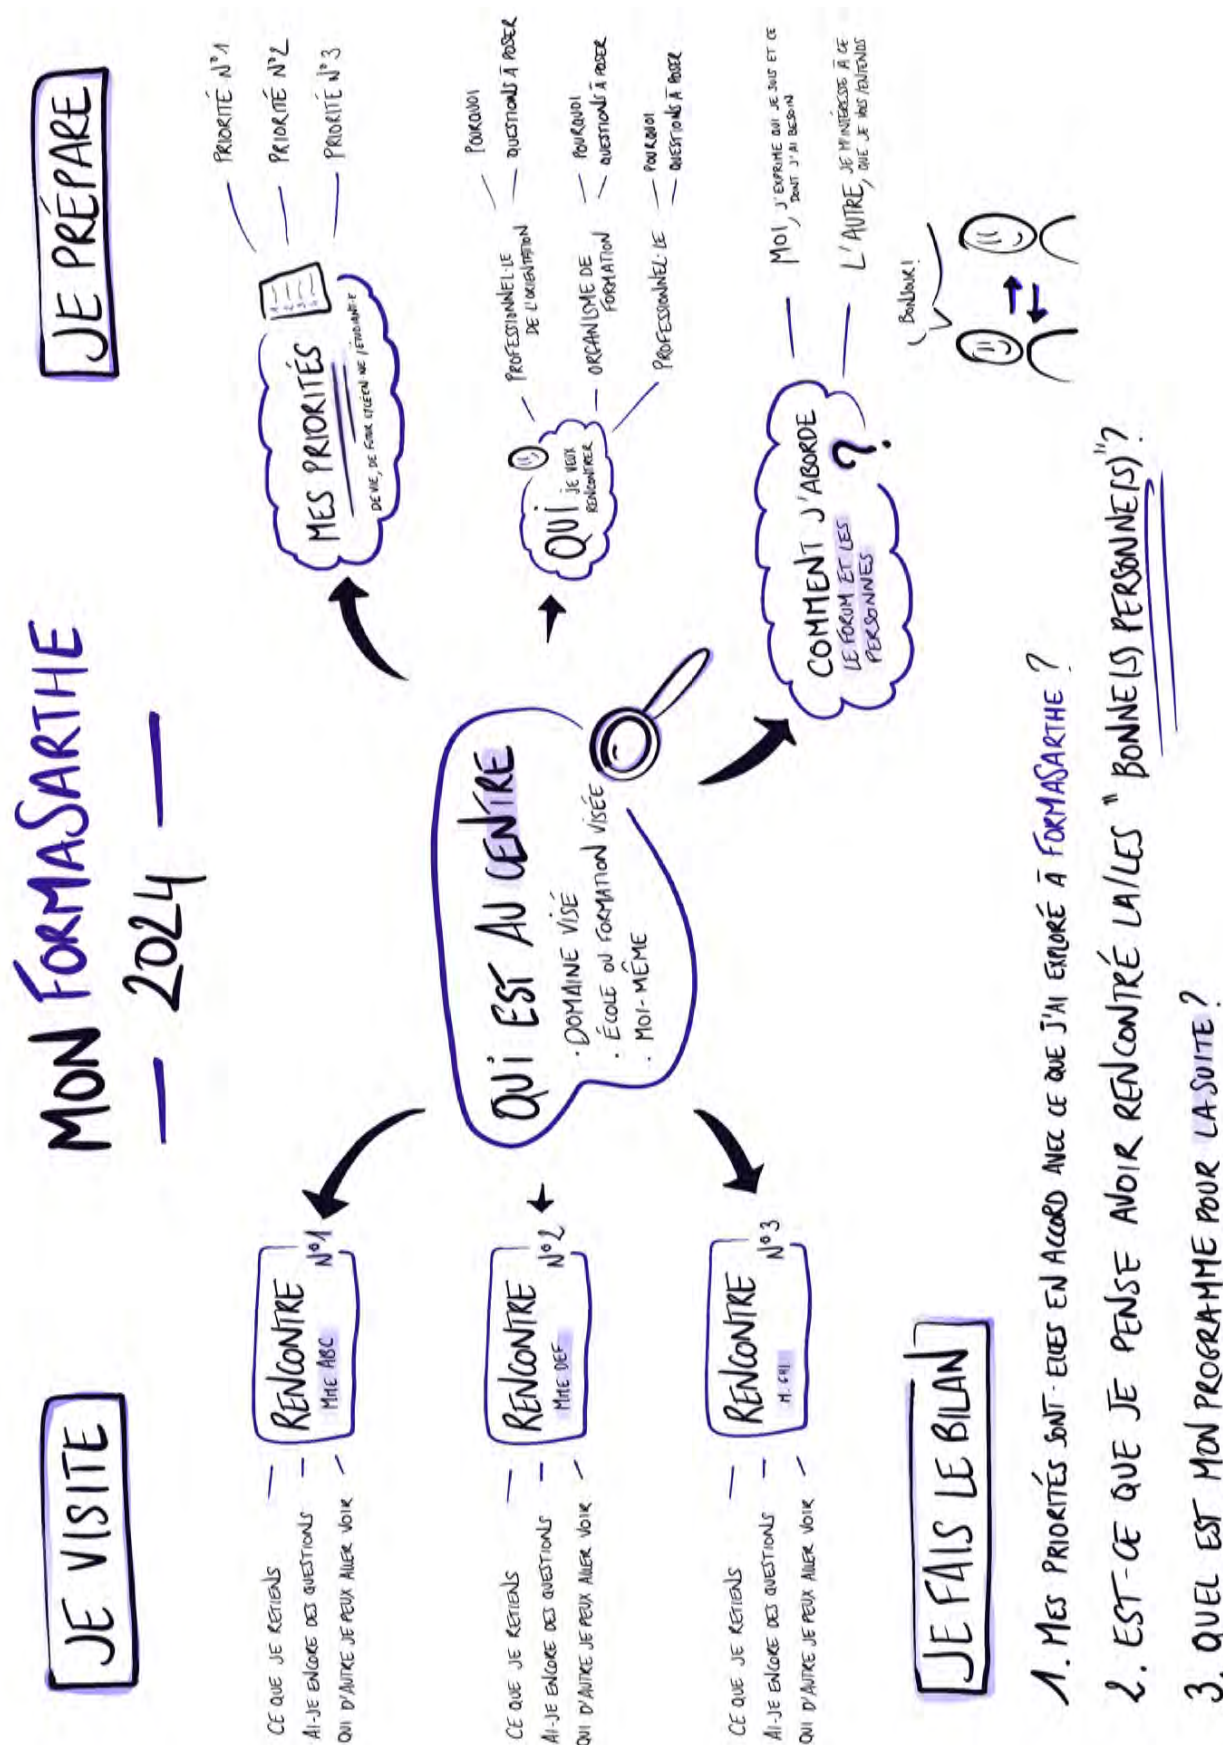 MON FORMASARTHE
— 2024 —
JE VISITE
RENCONTRE
MME ABC N°1
CE QUE JE RETIENS
AI-JE ENCORE DES QUESTIONS
QUI D'AUTRE JE PEUX ALLER VOIR
RENCONTRE
MME DEF N°2
CE QUE JE RETIENS
AI-JE ENCORE DES QUESTIONS
QUI D'AUTRE JE PEUX ALLER VOIR
RENCONTRE
M. GHI N°3
CE QUE JE RETIENS
AI-JE ENCORE DES QUESTIONS
QUI D'AUTRE JE PEUX ALLER VOIR
QUI EST AU CENTRE
· DOMAINE VISÉ
· ÉCOLE OU FORMATION VISÉE
· MOI-MÊME
JE PRÉPARE
MES PRIORITÉS
DE VIE, DE FUTUR LYCÉEN·NE / ÉTUDIANT·E
1
2
3
4
PRIORITÉ N°1
PRIORITÉ N°2
PRIORITÉ N°3
QUI JE VEUX
RENCONTRER
PROFESSIONNEL·LE
DE L'ORIENTATION
POURQUOI
QUESTIONS À POSER
ORGANISME DE
FORMATION
POURQUOI
QUESTIONS À POSER
PROFESSIONNEL·LE
POURQUOI
QUESTIONS À POSER
COMMENT J'ABORDE
LE FORUM ET LES
PERSONNES ?
MOI, J'EXPRIME QUI JE SUIS ET CE
DONT J'AI BESOIN
L'AUTRE, JE M'INTÉRESSE À CE
QUE JE VOIS/ENTENDS
BONJOUR!
JE FAIS LE BILAN
1. MES PRIORITÉS SONT-ELLES EN ACCORD AVEC CE QUE J'AI EXPLORÉ À FORMASARTHE ?
2. EST-CE QUE JE PENSE AVOIR RENCONTRÉ LA/LES "BONNE(S) PERSONNE(S)" ?
3. QUEL EST MON PROGRAMME POUR LA SUITE ?